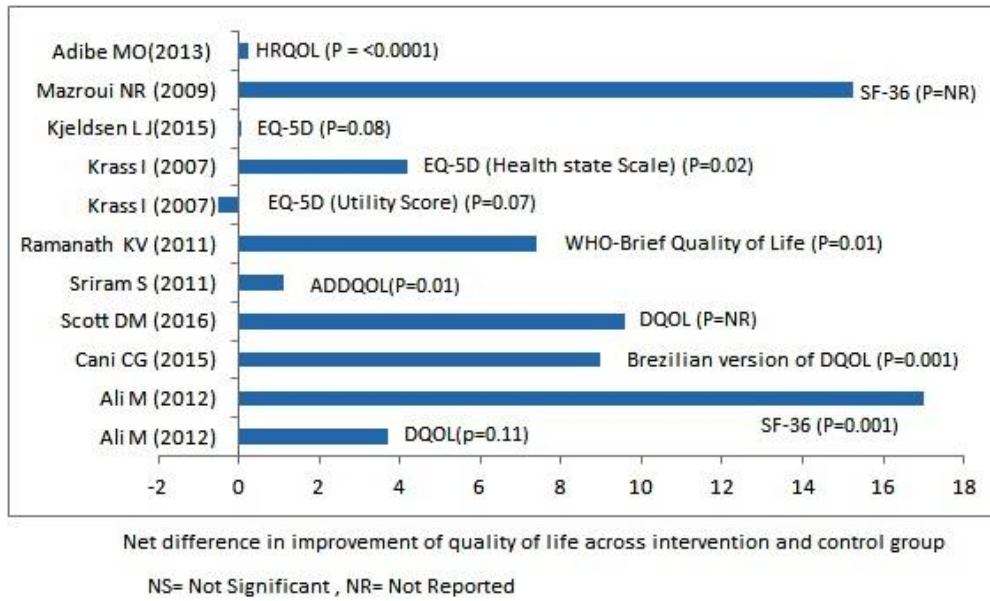 Adibe MO(2013) HRQOL (P = <0.0001)
Mazroui NR (2009) SF-36 (P=NR)
Kjeldsen L J(2015) EQ-5D (P=0.08)
Krass I (2007) EQ-5D (Health state Scale) (P=0.02)
Krass I (2007) EQ-5D (Utility Score) (P=0.07)
Ramanath KV (2011) WHO-Brief Quality of Life (P=0.01)
Sriram S (2011) ADDQOL(P=0.01)
Scott DM (2016) DQOL (P=NR)
Cani CG (2015) Brezilian version of DQOL (P=0.001)
Ali M (2012) SF-36 (P=0.001)
Ali M (2012) DQOL(p=0.11)
-2 0 2 4 6 8 10 12 14 16 18
Net difference in improvement of quality of life across intervention and control group
NS= Not Significant , NR= Not Reported